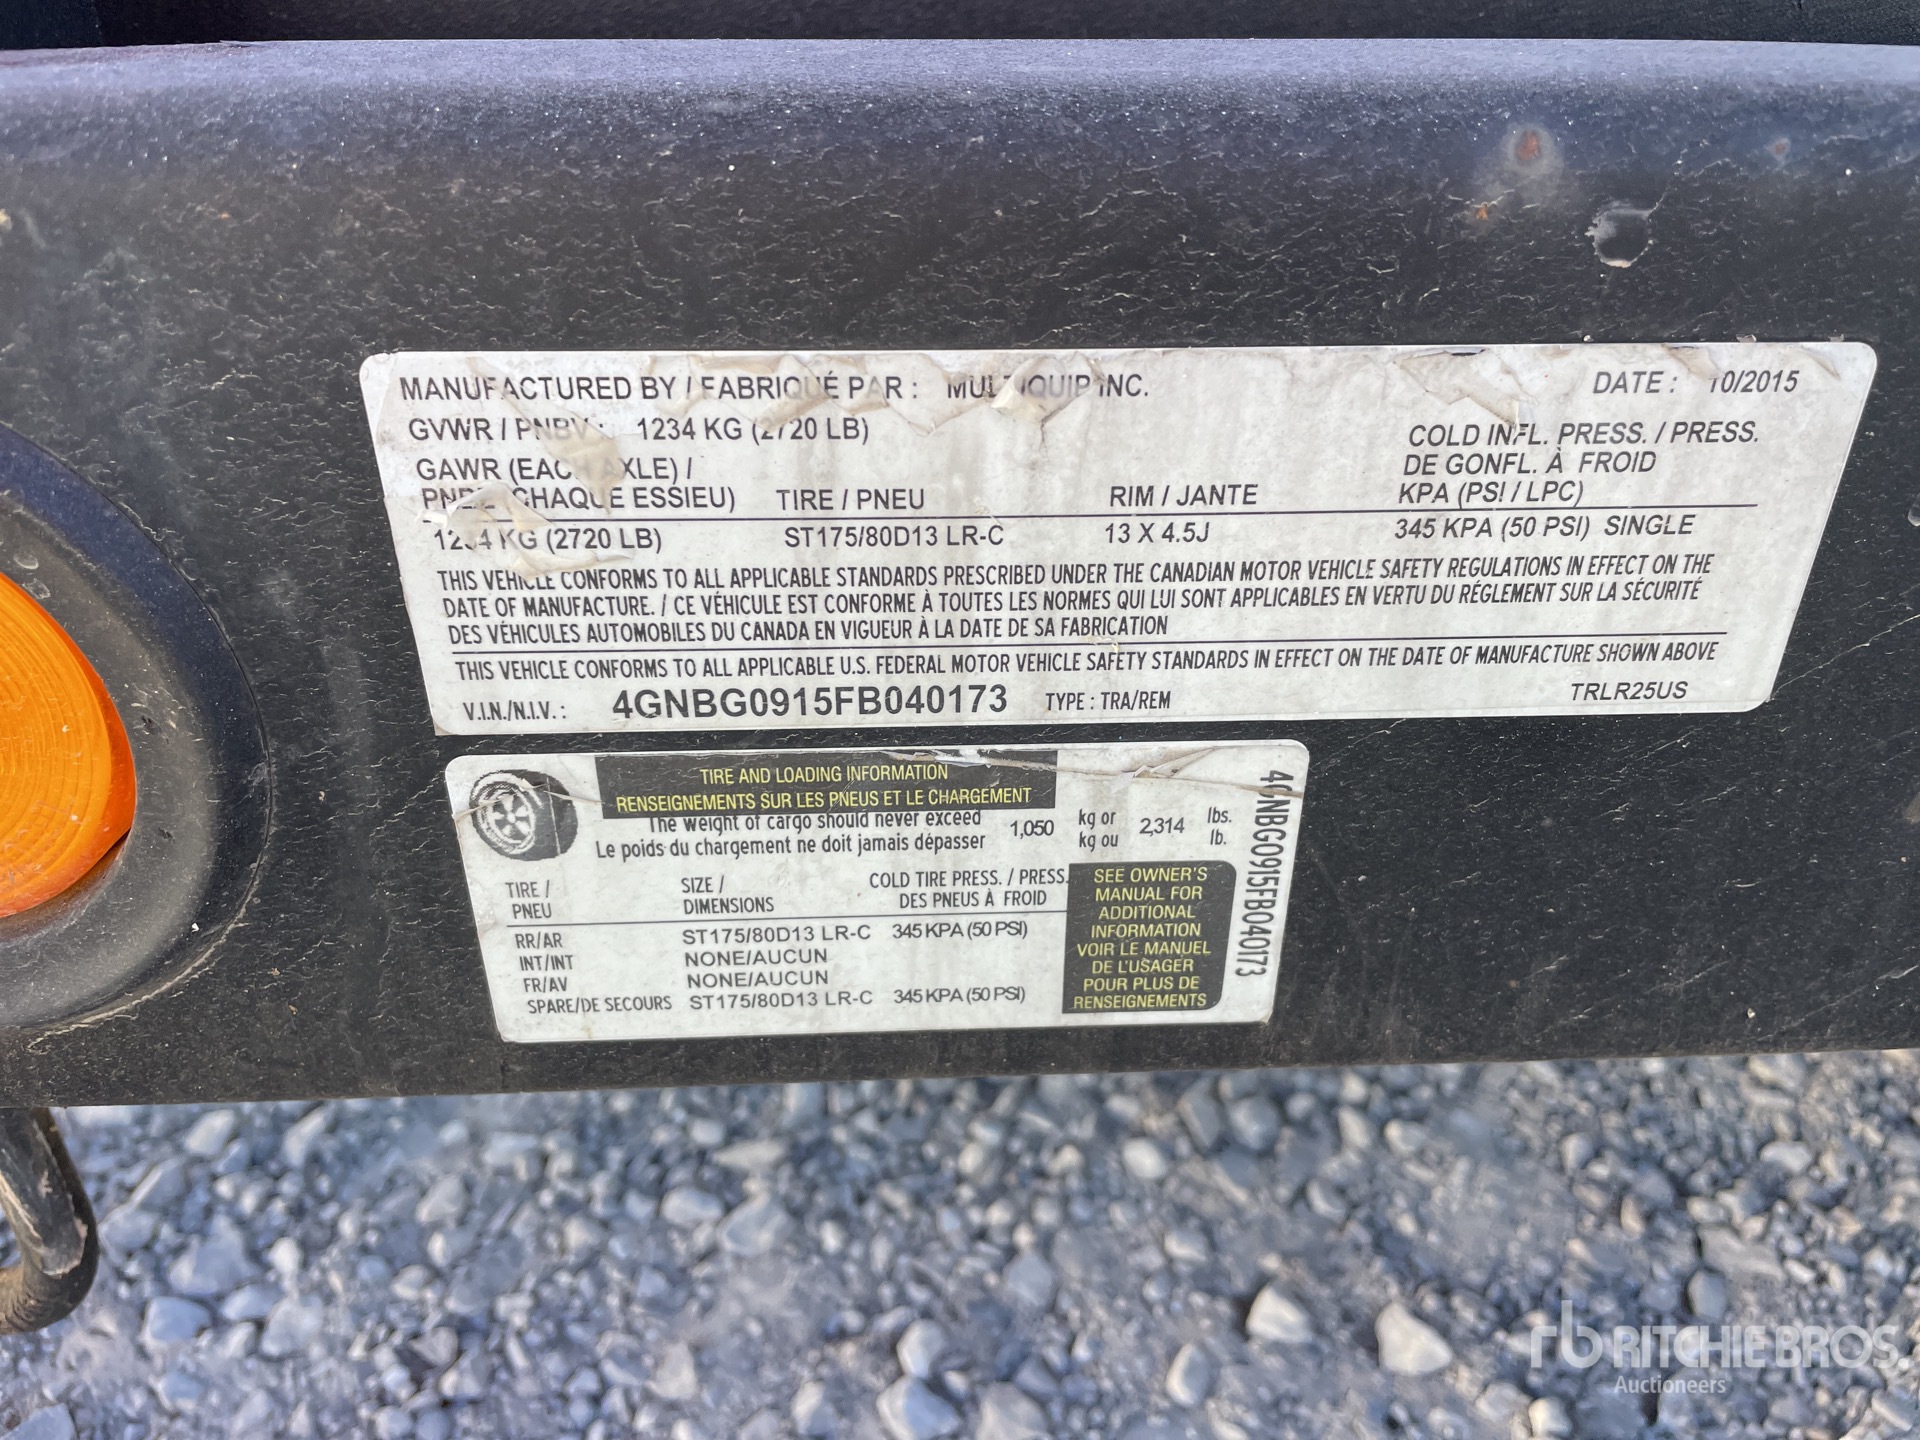 MANUFACTURED BY / FABRIQUÉ PAR : MULTIQUIP INC. DATE : 10/2015
GVWR / PNBV : 1234 KG (2720 LB)
COLD INFL. PRESS. / PRESS.
DE GONFL. À FROID
KPA (PSI / LPC)
GAWR (EACH AXLE) /
PNBE (CHAQUE ESSIEU) TIRE / PNEU RIM / JANTE
1234 KG (2720 LB) ST175/80D13 LR-C 13 X 4.5J 345 KPA (50 PSI) SINGLE
THIS VEHICLE CONFORMS TO ALL APPLICABLE STANDARDS PRESCRIBED UNDER THE CANADIAN MOTOR VEHICLE SAFETY REGULATIONS IN EFFECT ON THE
DATE OF MANUFACTURE. / CE VÉHICULE EST CONFORME À TOUTES LES NORMES QUI LUI SONT APPLICABLES EN VERTU DU RÉGLEMENT SUR LA SÉCURITÉ
DES VÉHICULES AUTOMOBILES DU CANADA EN VIGUEUR À LA DATE DE SA FABRICATION
THIS VEHICLE CONFORMS TO ALL APPLICABLE U.S. FEDERAL MOTOR VEHICLE SAFETY STANDARDS IN EFFECT ON THE DATE OF MANUFACTURE SHOWN ABOVE
V.I.N./N.I.V.: 4GNBG0915FB040173 TYPE : TRA/REM TRLR25US
TIRE AND LOADING INFORMATION
RENSEIGNEMENTS SUR LES PNEUS ET LE CHARGEMENT
The weight of cargo should never exceed 1,050 kg or 2,314 lbs.
Le poids du chargement ne doit jamais dépasser kg ou lb.
TIRE / SIZE / COLD TIRE PRESS. / PRESS.
PNEU DIMENSIONS DES PNEUS À FROID
RR/AR ST175/80D13 LR-C 345 KPA (50 PSI)
INT/INT NONE/AUCUN
FR/AV NONE/AUCUN
SPARE/DE SECOURS ST175/80D13 LR-C 345 KPA (50 PSI)
SEE OWNER'S
MANUAL FOR
ADDITIONAL
INFORMATION
VOIR LE MANUEL
DE L'USAGER
POUR PLUS DE
RENSEIGNEMENTS
4GNBG0915FB040173
rb RITCHIE BROS.
Auctioneers